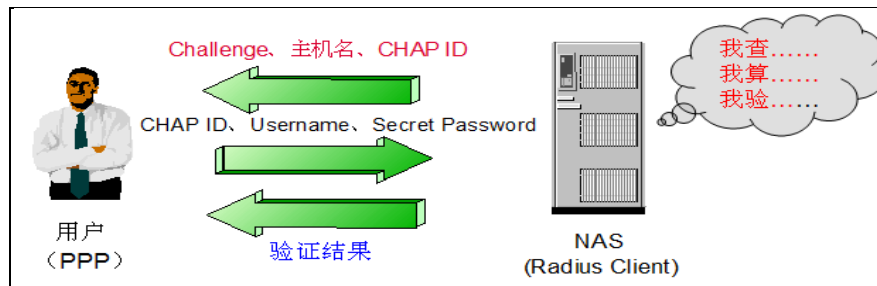 Challenge、主机名、CHAP ID
CHAP ID、Username、Secret Password
验证结果
用户
（PPP）
NAS
(Radius Client)
我查……
我算……
我验……